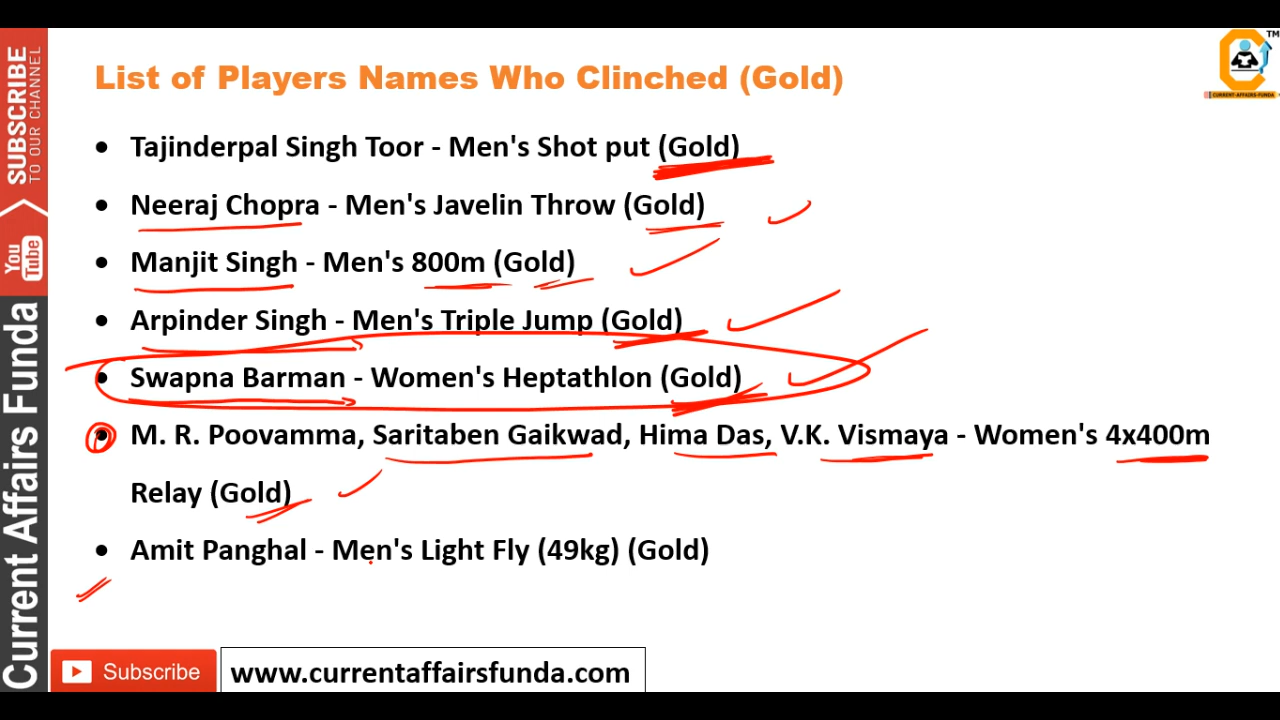 List of Players Names Who Clinched (Gold)
TM
CURRENT-AFFAIRS-FUNDA
SUBSCRIBE
TO OUR CHANNEL
You
Tube
Current Affairs Funda
• Tajinderpal Singh Toor - Men's Shot put (Gold)
• Neeraj Chopra - Men's Javelin Throw (Gold)
• Manjit Singh - Men's 800m (Gold)
• Arpinder Singh - Men's Triple Jump (Gold)
• Swapna Barman - Women's Heptathlon (Gold)
• M. R. Poovamma, Saritaben Gaikwad, Hima Das, V.K. Vismaya - Women's 4x400m
Relay (Gold)
• Amit Panghal - Men's Light Fly (49kg) (Gold)
Subscribe
www.currentaffairsfunda.com